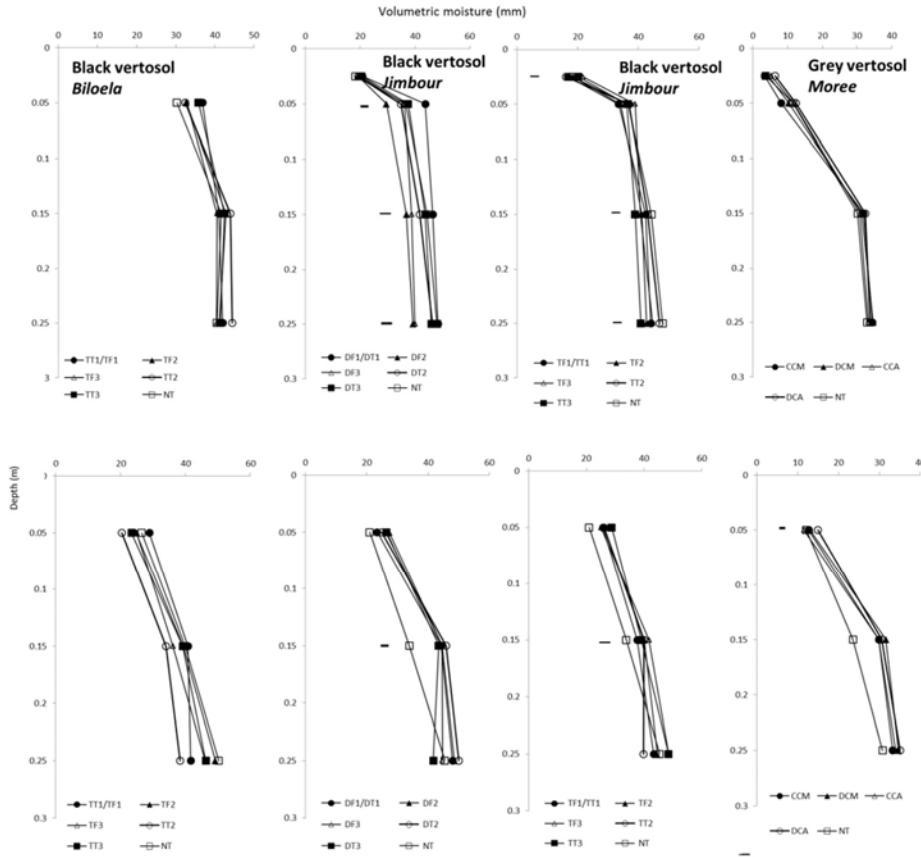 Volumetric moisture (mm)
0 10 20 30 40 50
0 20 40 60
0 20 40 60
0 10 20 30 40
Black vertosol
Biloela
0
0.05
0.1
0.15
0.2
0.25
3
TT1/TF1 TF2
TF3 TT2
TT3 NT
Black vertosol
Jimbour
0
0.05
0.1
0.15
0.2
0.25
0.3
DF1/DT1 DF2
DF3 DT2
DT3 NT
Black vertosol
Jimbour
0
0.05
0.1
0.15
0.2
0.25
0.3
TF1/TT1 TF2
TF3 TT2
TT3 NT
Grey vertosol
Moree
0
0.05
0.1
0.15
0.2
0.25
0.3
CCM DCM CCA
DCA NT
Depth (m)
0 20 40 60
0.05
0.1
0.15
0.2
0.25
0.3
TT1/TF1 TF2
TF3 TT2
TT3 NT
0 20 40 60
0.05
0.1
0.15
0.2
0.25
0.3
DF1/DT1 DF2
DF3 DT2
DT3 NT
0 20 40 60
0
0.05
0.1
0.15
0.2
0.25
0.3
TF1/TT1 TF2
TF3 TT2
TT3 NT
0 10 20 30 40
0
0.05
0.1
0.15
0.2
0.25
0.3
CCM DCM CCA
DCA NT